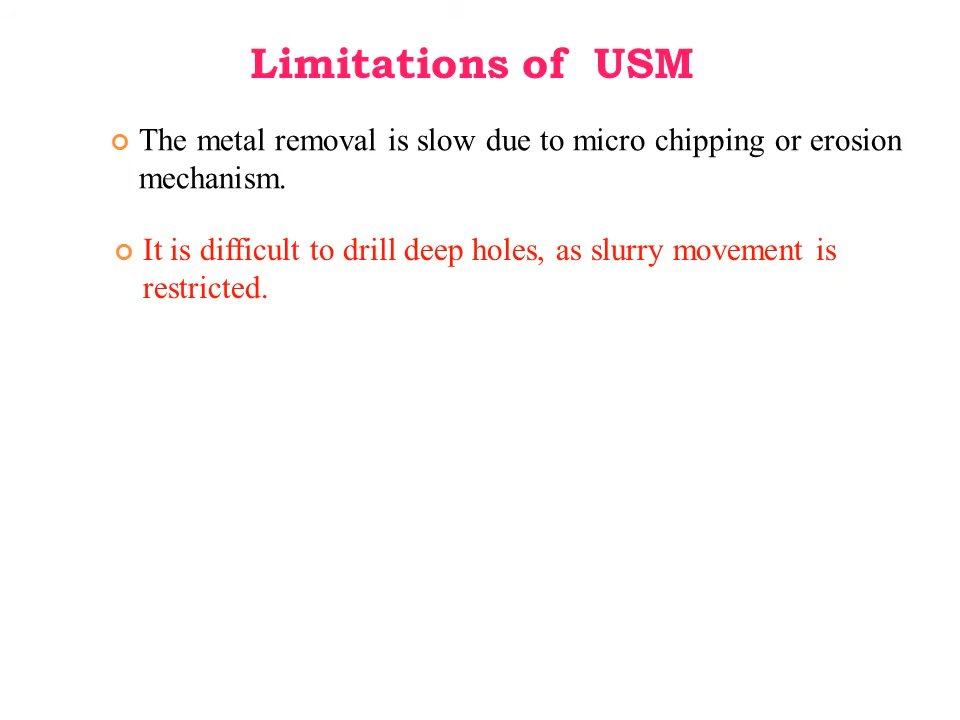 Limitations of USM
The metal removal is slow due to micro chipping or erosion
mechanism.
It is difficult to drill deep holes, as slurry movement is
restricted.